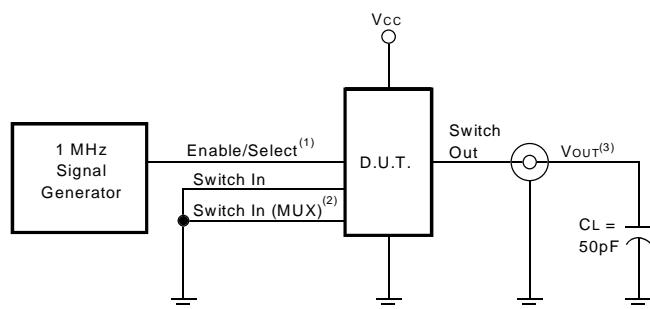 VCC
1 MHz
Signal
Generator
Enable/Select(1)
Switch In
Switch In (MUX)(2)
D.U.T.
Switch
Out
VOUT(3)
CL =
50pF